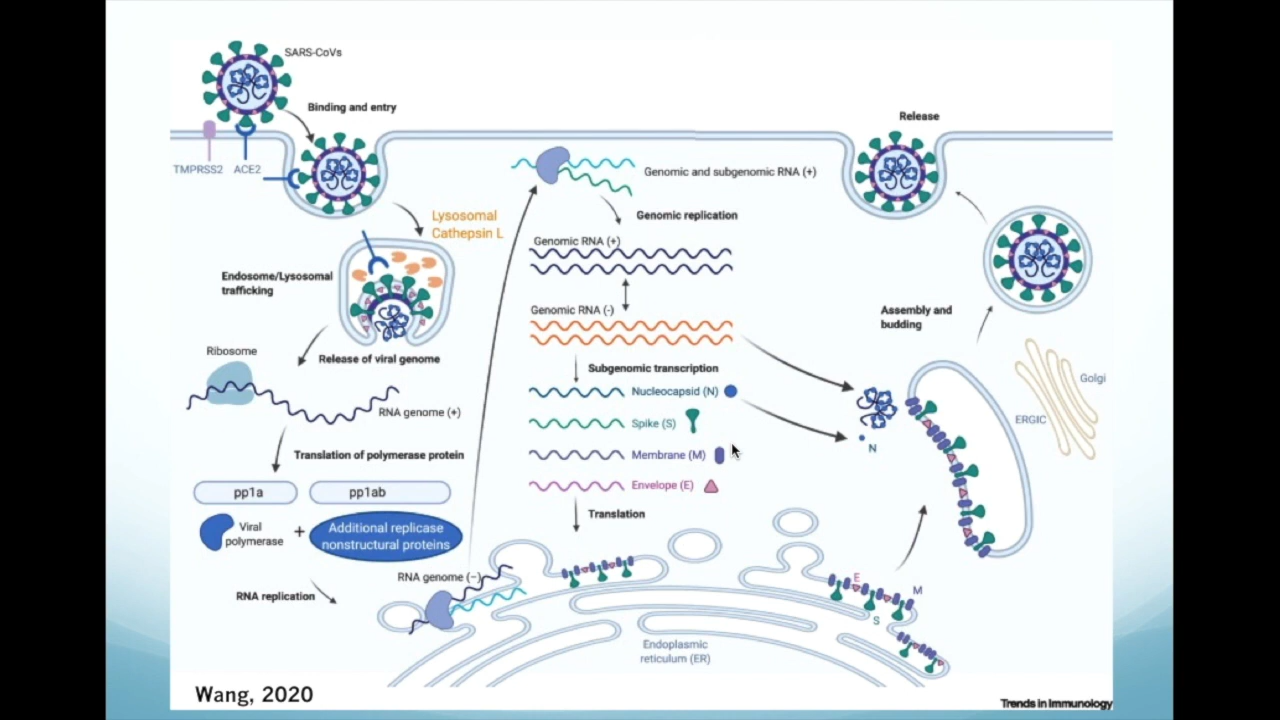 SARS-CoVs
Binding and entry
TMPRSS2
ACE2
Lysosomal
Cathepsin L
Endosome/Lysosomal
trafficking
Release of viral genome
Ribosome
RNA genome (+)
Translation of polymerase protein
pp1a
pp1ab
Viral
polymerase
+
Additional replicase
nonstructural proteins
RNA replication
RNA genome (−)
Genomic and subgenomic RNA (+)
Genomic replication
Genomic RNA (+)
Genomic RNA (-)
Subgenomic transcription
Nucleocapsid (N)
Spike (S)
Membrane (M)
Envelope (E)
Translation
Endoplasmic
reticulum (ER)
E
M
S
N
Assembly and
budding
ERGIC
Golgi
Release
Wang, 2020
Trends in Immunology